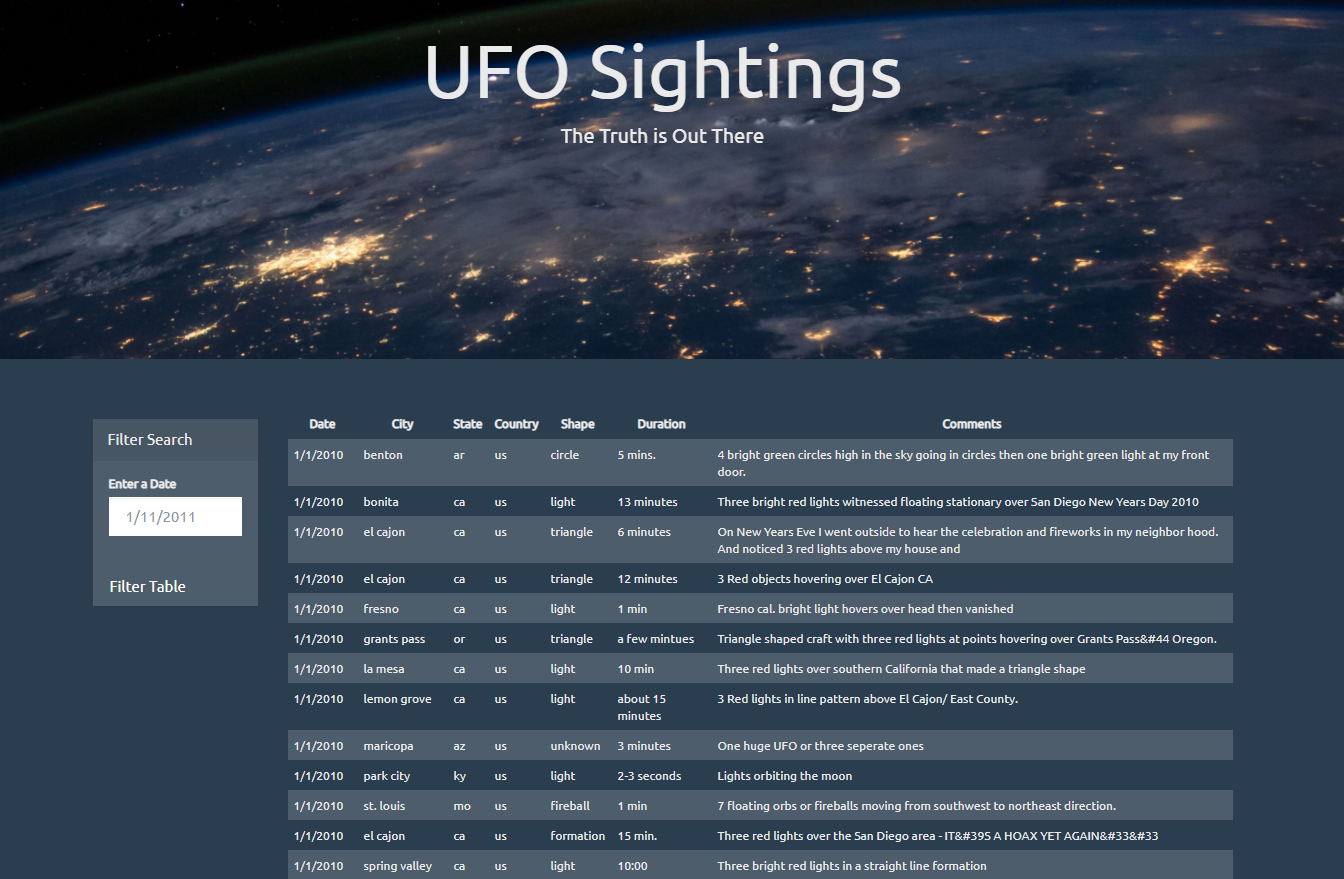 UFO Sightings
The Truth is Out There
Filter Search
Enter a Date
1/11/2011
Filter Table
Date City State Country Shape Duration Comments
1/1/2010 benton ar us circle 5 mins. 4 bright green circles high in the sky going in circles then one bright green light at my front
door.
1/1/2010 bonita ca us light 13 minutes Three bright red lights witnessed floating stationary over San Diego New Years Day 2010
1/1/2010 el cajon ca us triangle 6 minutes On New Years Eve I went outside to hear the celebration and fireworks in my neighbor hood.
And noticed 3 red lights above my house and
1/1/2010 el cajon ca us triangle 12 minutes 3 Red objects hovering over El Cajon CA
1/1/2010 fresno ca us light 1 min Fresno cal. bright light hovers over head then vanished
1/1/2010 grants pass or us triangle a few mintues Triangle shaped craft with three red lights at points hovering over Grants Pass&#44 Oregon.
1/1/2010 la mesa ca us light 10 min Three red lights over southern California that made a triangle shape
1/1/2010 lemon grove ca us light about 15 3 Red lights in line pattern above El Cajon/ East County.
minutes
1/1/2010 maricopa az us unknown 3 minutes One huge UFO or three seperate ones
1/1/2010 park city ky us light 2-3 seconds Lights orbiting the moon
1/1/2010 st. louis mo us fireball 1 min 7 floating orbs or fireballs moving from southwest to northeast direction.
1/1/2010 el cajon ca us formation 15 min. Three red lights over the San Diego area - IT&#39S A HOAX YET AGAIN&#33&#33
1/1/2010 spring valley ca us light 10:00 Three bright red lights in a straight line formation